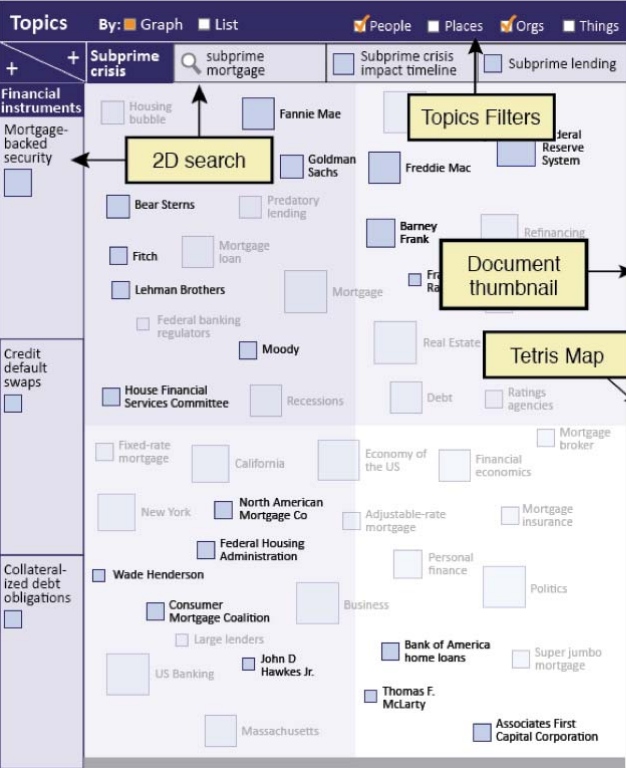 Topics By: Graph List People Places Orgs Things
+ +
Subprime
crisis
subprime
mortgage
Subprime crisis
impact timeline
Subprime lending
Financial
instruments
Mortgage-
backed
security
Housing
bubble
Fannie Mae
Topics Filters
2D search
Goldman
Sachs
Freddie Mac
Reserve
System
Bear Sterns
Predatory
lending
Barney
Frank
Refinancing
Fitch
Mortgage
loan
Document
thumbnail
Lehman Brothers
Mortgage
Federal banking
regulators
Credit
default
swaps
Moody
Real Estate
Tetris Map
House Financial
Services Committee
Recessions
Debt
Ratings
agencies
Fixed-rate
mortgage
California
Economy of
the US
Financial
economics
Mortgage
broker
New York
North American
Mortgage Co
Adjustable-rate
mortgage
Mortgage
insurance
Federal Housing
Administration
Personal
finance
Collateral-
ized debt
obligations
Wade Henderson
Consumer
Mortgage Coalition
Business
Politics
Large lenders
US Banking
John D
Hawkes Jr.
Bank of America
home loans
Super jumbo
mortgage
Thomas F.
McLarty
Massachusetts
Associates First
Capital Corporation